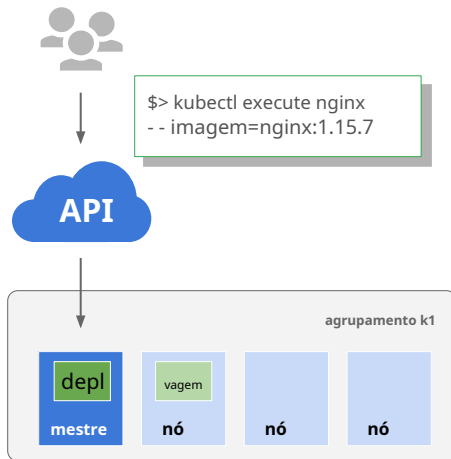 $> kubectl execute nginx
- - imagem=nginx:1.15.7
API
agrupamento k1
depl
vagem
mestre
nó
nó
nó